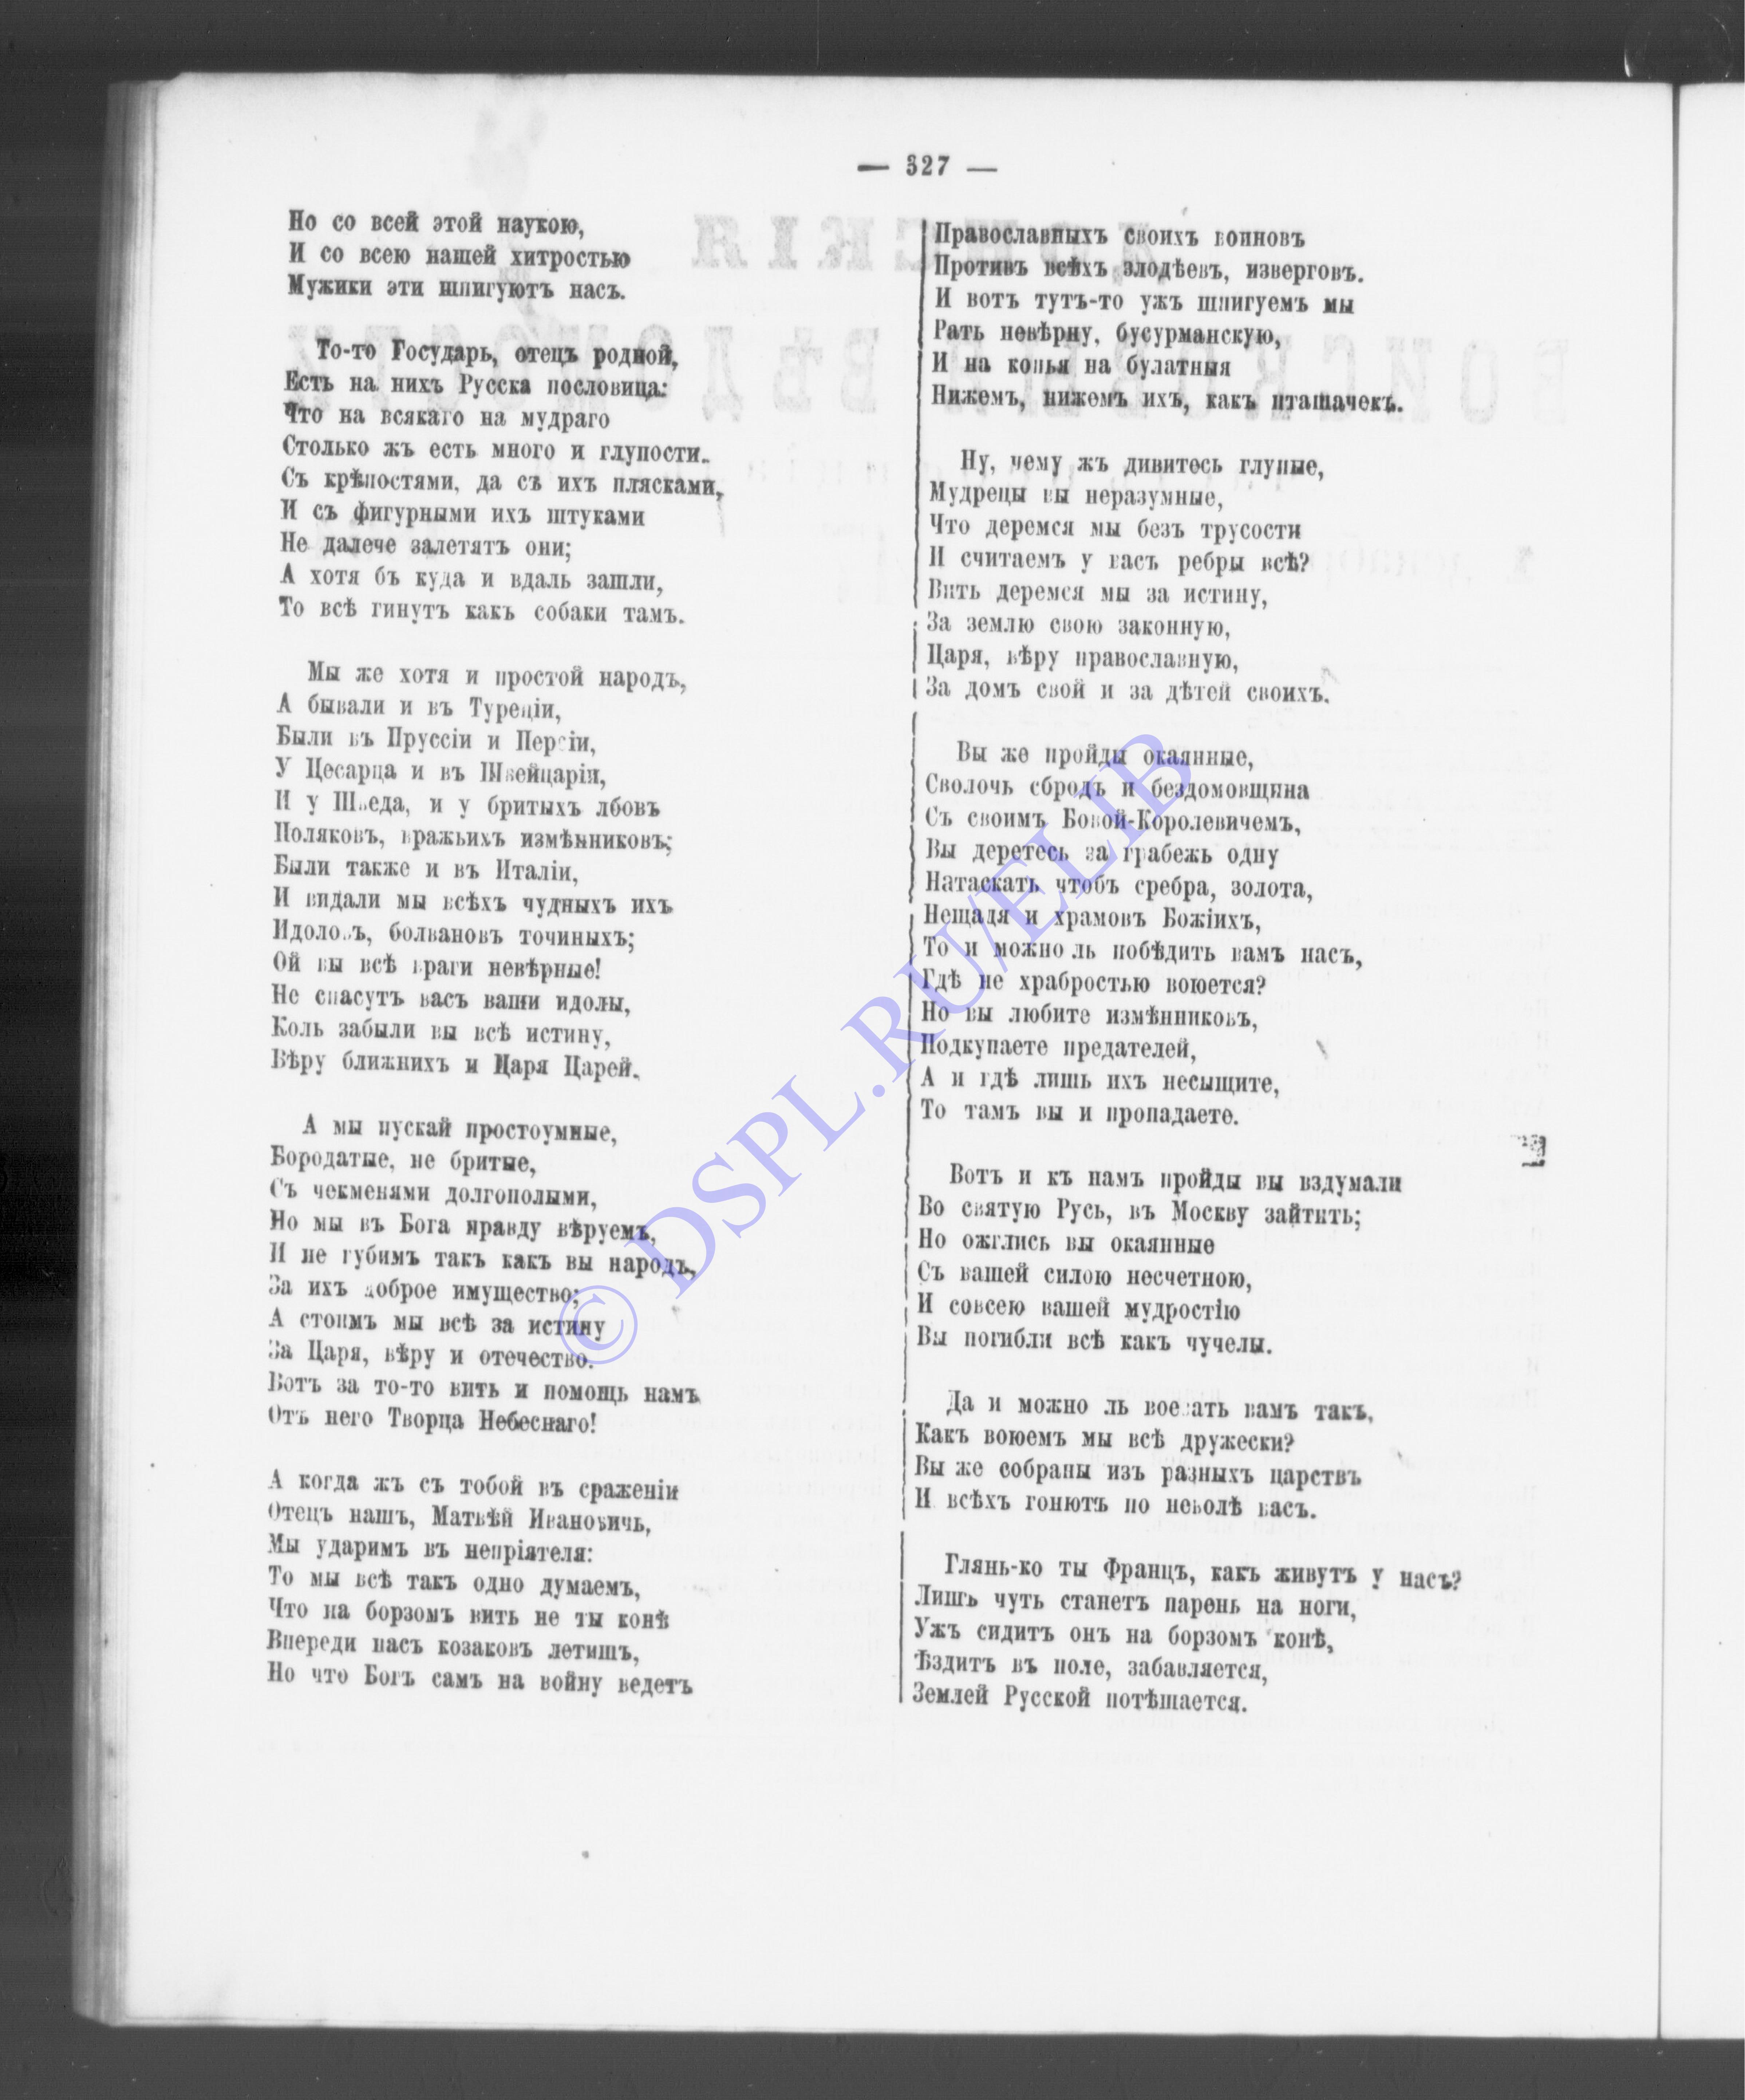 — 327 —
Но со всей этой наукою,
И со всею нашей хитростью
Мужики эти шпигуютъ насъ.
То-то Государь, отецъ родной,
Есть на нихъ Русска пословица:
Что на всякаго на мудраго
Столько жъ есть много и глупости.
Съ крѣпостями, да съ ихъ плясками,
И съ фигурными ихъ штуками
Не далече залетятъ они;
А хотя бъ куда и вдаль зашли,
То всѣ гинутъ какъ собаки тамъ.
Мы же хотя и простой народъ,
А бывали и въ Туреціи,
Были въ Пруссіи и Персіи,
У Цесарца и въ Швейцаріи,
И у Шведа, и у бритыхъ лбовъ
Поляковъ, вражьихъ измѣнниковъ;
Были также и въ Италіи,
И видали мы всѣхъ чудныхъ ихъ
Идоловъ, болвановъ точиныхъ;
Ой вы всѣ враги невѣрные!
Не спасутъ васъ ваши идолы,
Коль забыли вы всѣ истину,
Вѣру ближнихъ и Царя Царей.
А мы пускай простоумные,
Бородатые, не бритые,
Съ чекменями долгополыми,
Но мы въ Бога правду вѣруемъ,
И не губимъ такъ какъ вы народъ,
За ихъ доброе имущество;
А стоимъ мы всѣ за истину
За Царя, вѣру и отечество.
Вотъ за то-то вить и помощь намъ
Отъ него Творца Небеснаго!
А когда жъ съ тобой въ сраженіи
Отецъ нашъ, Матвѣй Ивановичь,
Мы ударимъ въ непріятеля:
То мы всѣ такъ одно думаемъ,
Что на борзомъ вить не ты конѣ
Впереди насъ козаковъ летишъ,
Но что Богъ самъ на войну ведетъ
Православныхъ своихъ воиновъ
Противъ всѣхъ злодѣевъ, изверговъ.
И вотъ тутъ-то ужъ шпигуемъ мы
Рать невѣрну, бусурманскую,
И на копья на булатныя
Нижемъ, нижемъ ихъ, какъ пташачекъ.
Ну, чему жъ дивитесь глупые,
Мудрецы вы неразумные,
Что деремся мы безъ трусости
И считаемъ у васъ ребры всѣ?
Вить деремся мы за истину,
За землю свою законную,
Царя, вѣру православную,
За домъ свой и за дѣтей своихъ.
Вы же пройды окаянные,
Сволочь сбродъ и бездомовщина
Съ своимъ Бовой-Королевичемъ,
Вы деретесь за грабежь одну
Натаскать чтобъ сребра, золота,
Нещадя и храмовъ Божіихъ,
То и можно ль побѣдить вамъ насъ,
Гдѣ не храбростью воюется?
Но вы любите измѣнниковъ,
Подкупаете предателей,
А и гдѣ лишь ихъ несыщите,
То тамъ вы и пропадаете.
Вотъ и къ намъ пройды вы вздумали
Во святую Русь, въ Москву зайтить;
Но ожглись вы окаянные
Съ вашей силою несчетною,
И совсею вашей мудростію
Вы погибли всѣ какъ чучелы.
Да и можно ль воевать вамъ такъ,
Какъ воюемъ мы всѣ дружески?
Вы же собраны изъ разныхъ царствъ
И всѣхъ гонютъ по неволѣ васъ.
Глянь-ко ты Францъ, какъ живутъ у насъ?
Лишъ чуть станетъ парень на ноги,
Ужъ сидитъ онъ на борзомъ конѣ,
Ѣздитъ въ поле, забавляется,
Землей Русской потѣшается.
© DSPL.RU/ELIB